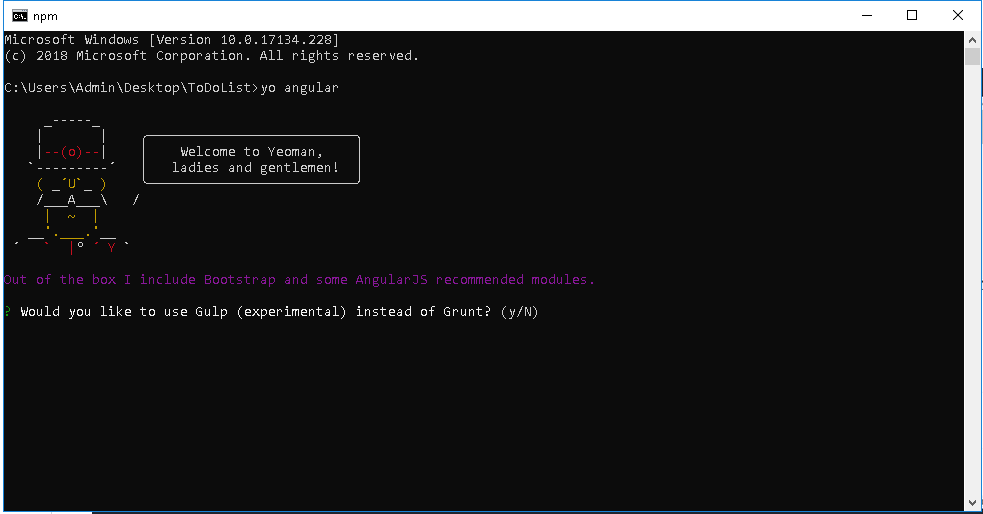 npm
Microsoft Windows [Version 10.0.17134.228]
(c) 2018 Microsoft Corporation. All rights reserved.
C:\Users\Admin\Desktop\ToDoList>yo angular
Welcome to Yeoman,
ladies and gentlemen!
Out of the box I include Bootstrap and some AngularJS recommended modules.
? Would you like to use Gulp (experimental) instead of Grunt? (y/N)